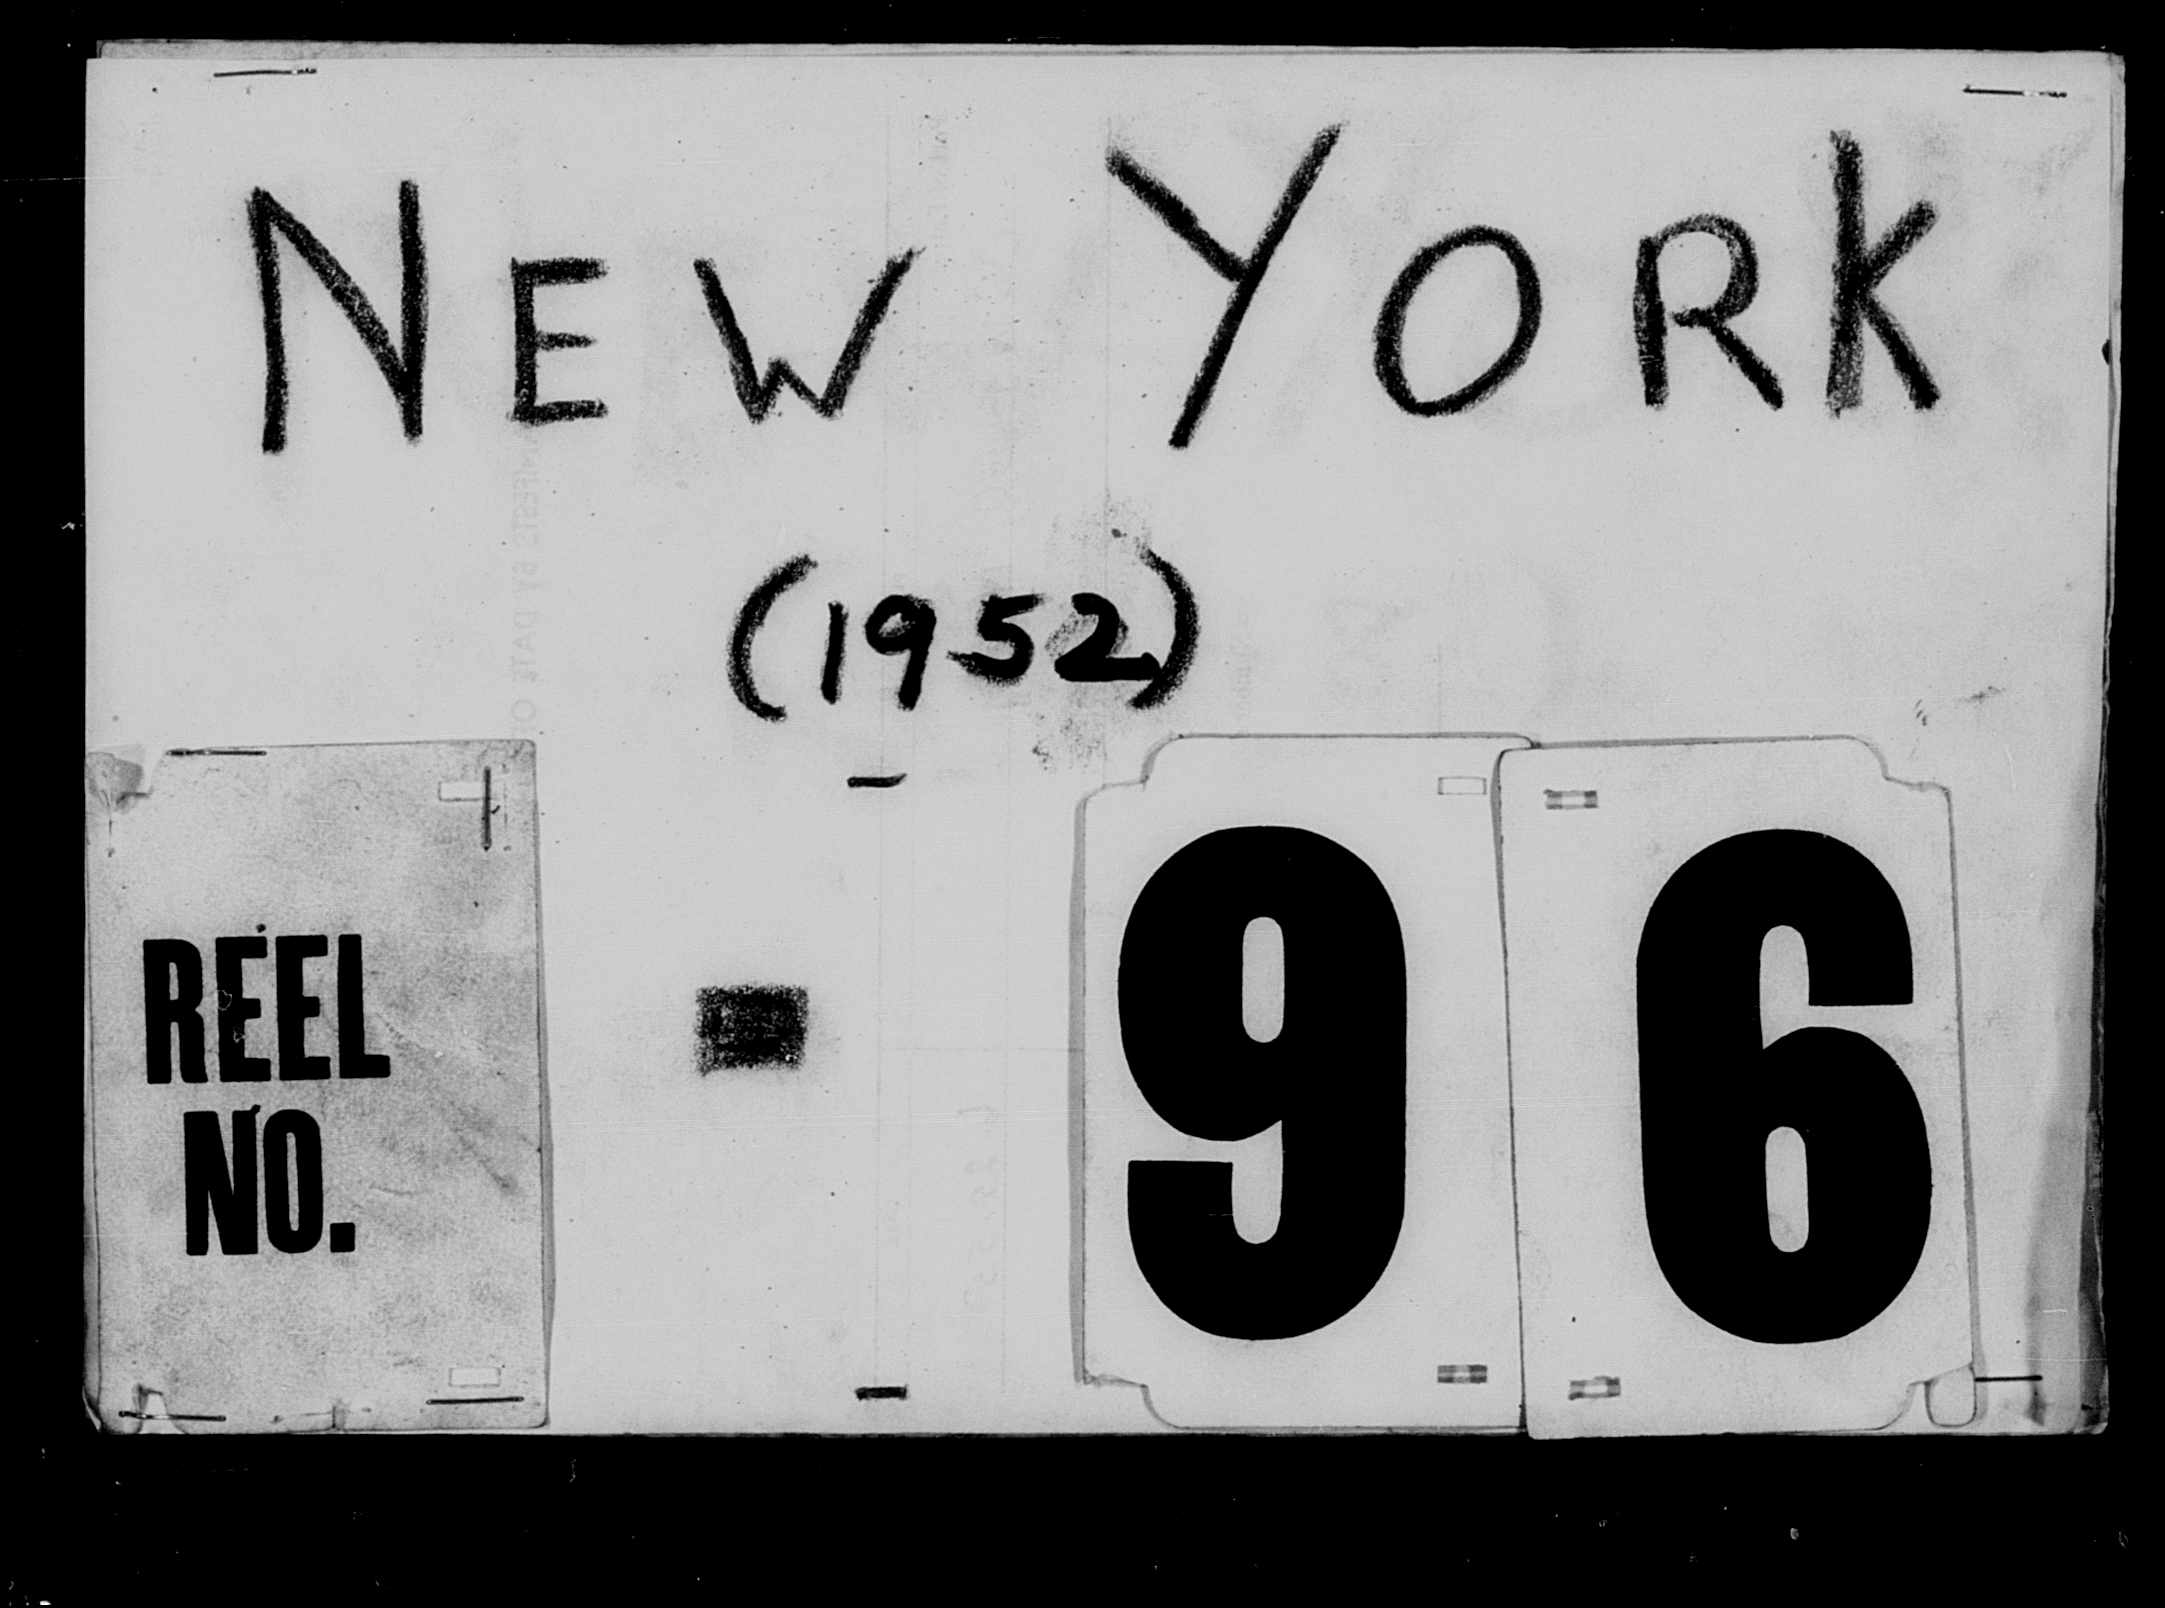 NEW YORK
(1952)
REEL
NO.
96